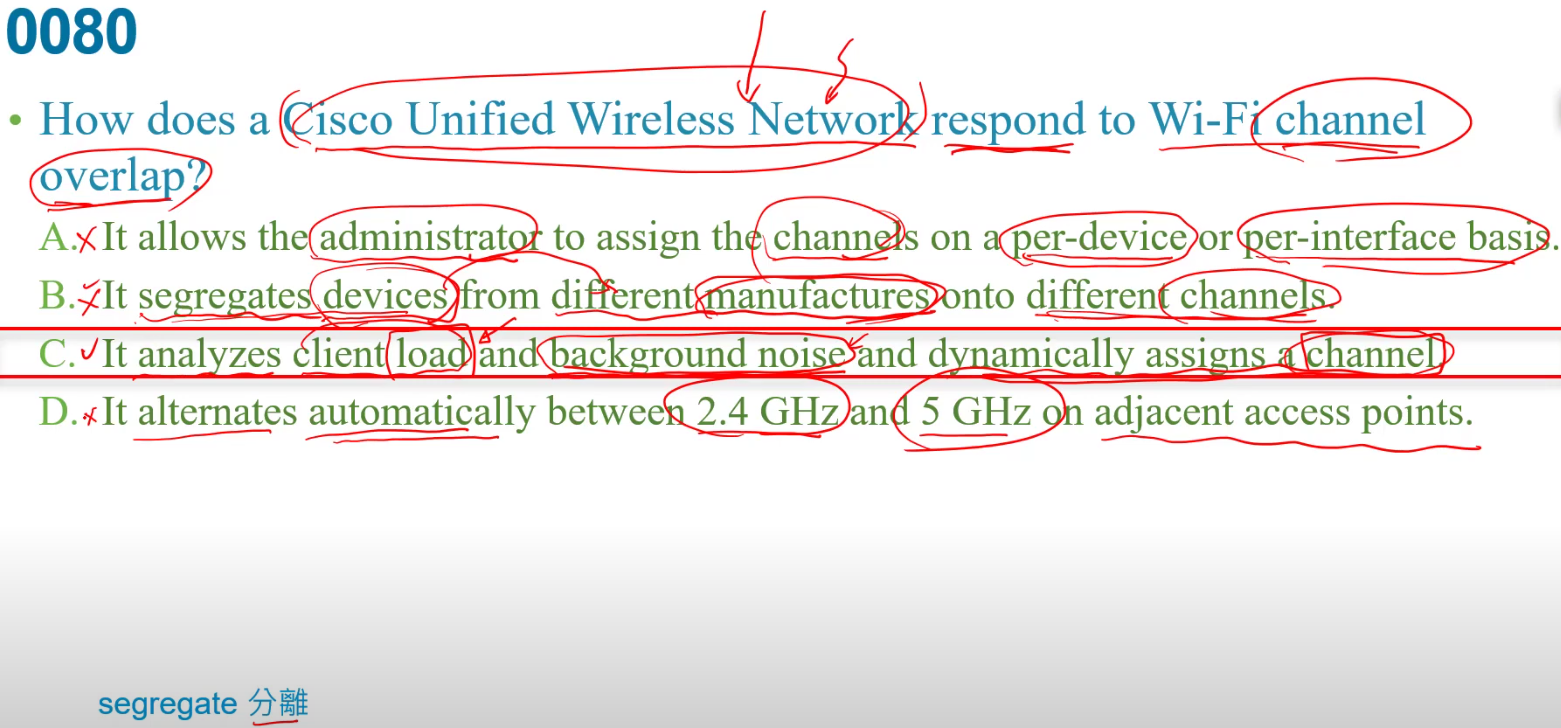 0080
• How does a Cisco Unified Wireless Network respond to Wi-Fi channel
overlap?
A. It allows the administrator to assign the channels on a per-device or per-interface basis.
B. It segregates devices from different manufactures onto different channels.
C. It analyzes client load and background noise and dynamically assigns a channel.
D. It alternates automatically between 2.4 GHz and 5 GHz on adjacent access points.
segregate 分離